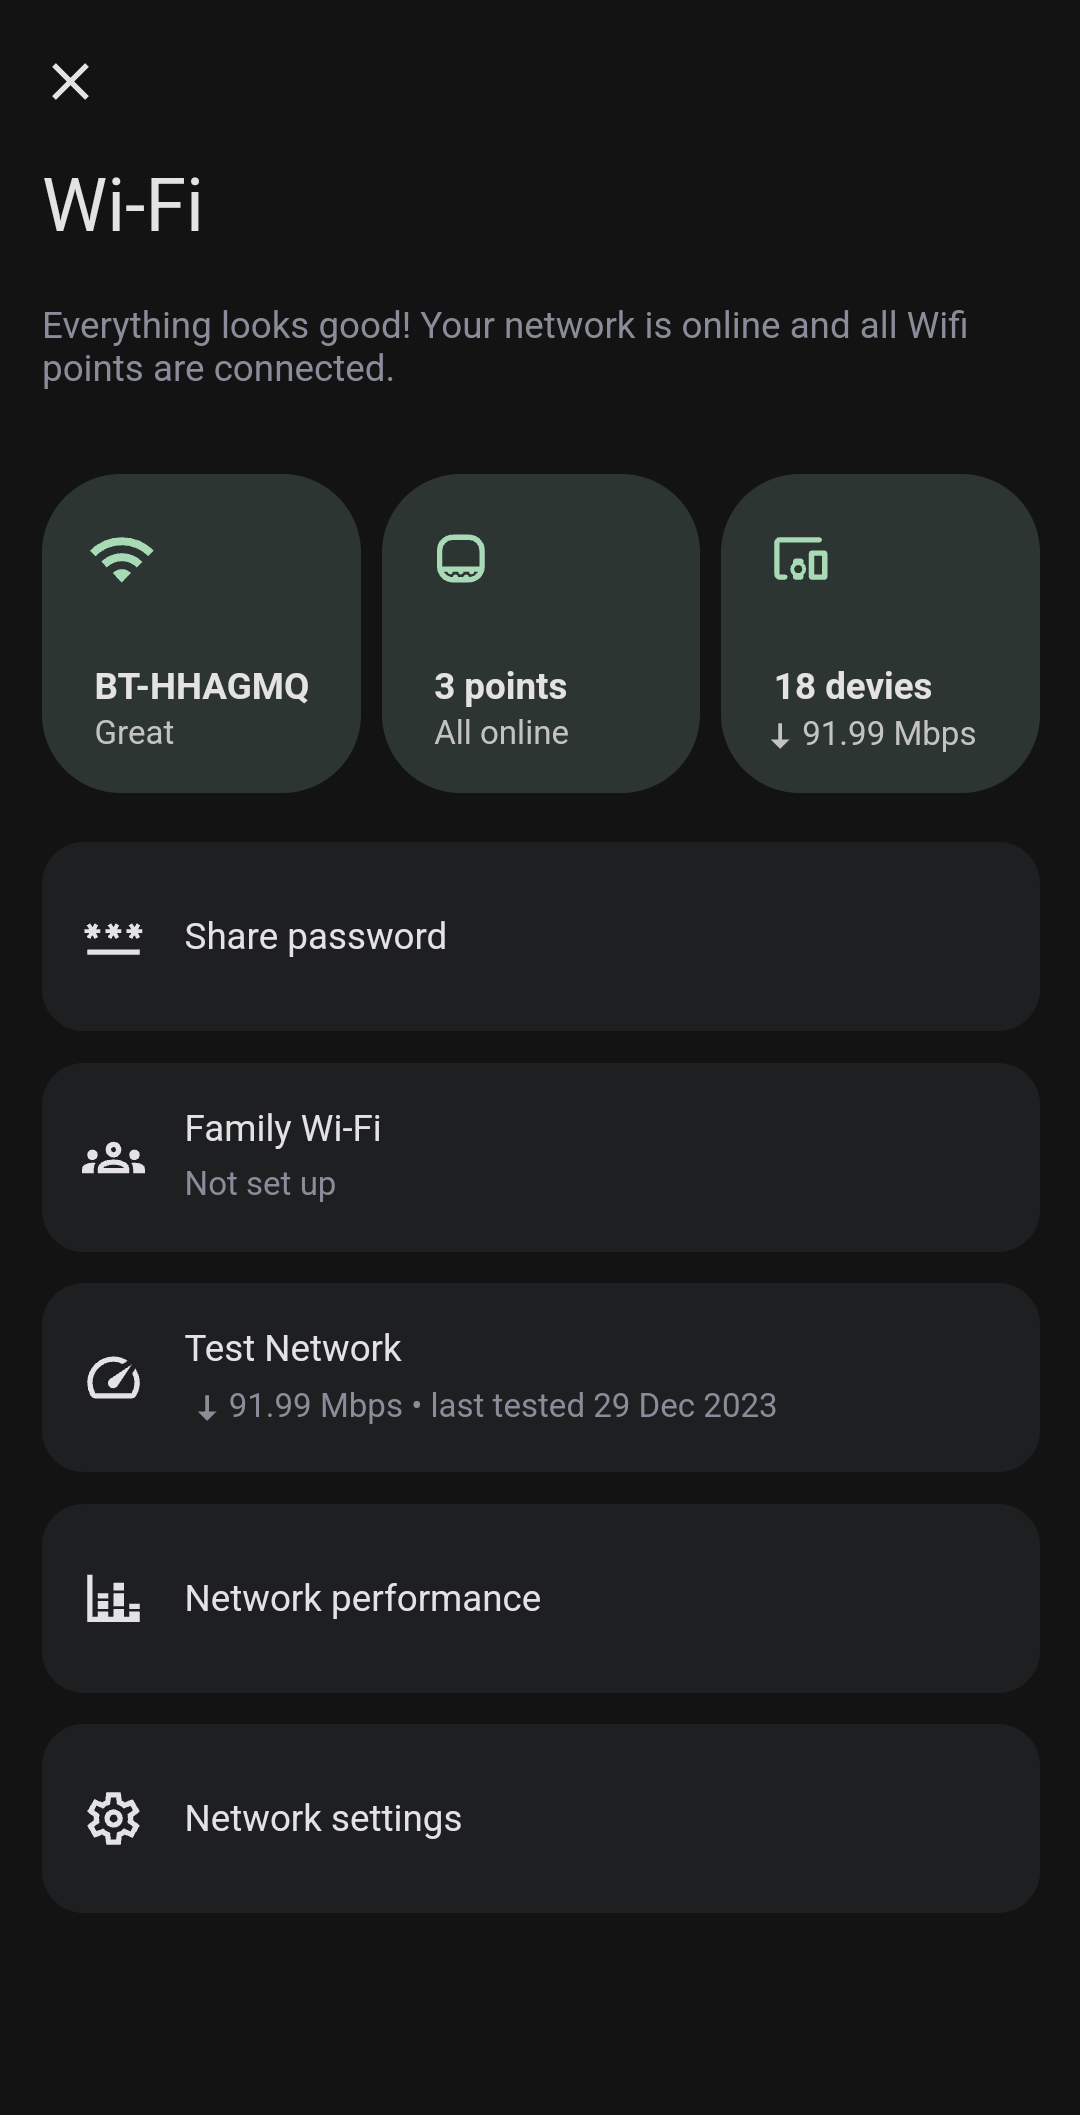 Wi-Fi
Everything looks good! Your network is online and all Wifi
points are connected.
BT-HHAGMQ
Great
3 points
All online
18 devies
↓ 91.99 Mbps
Share password
Family Wi-Fi
Not set up
Test Network
↓ 91.99 Mbps • last tested 29 Dec 2023
Network performance
Network settings